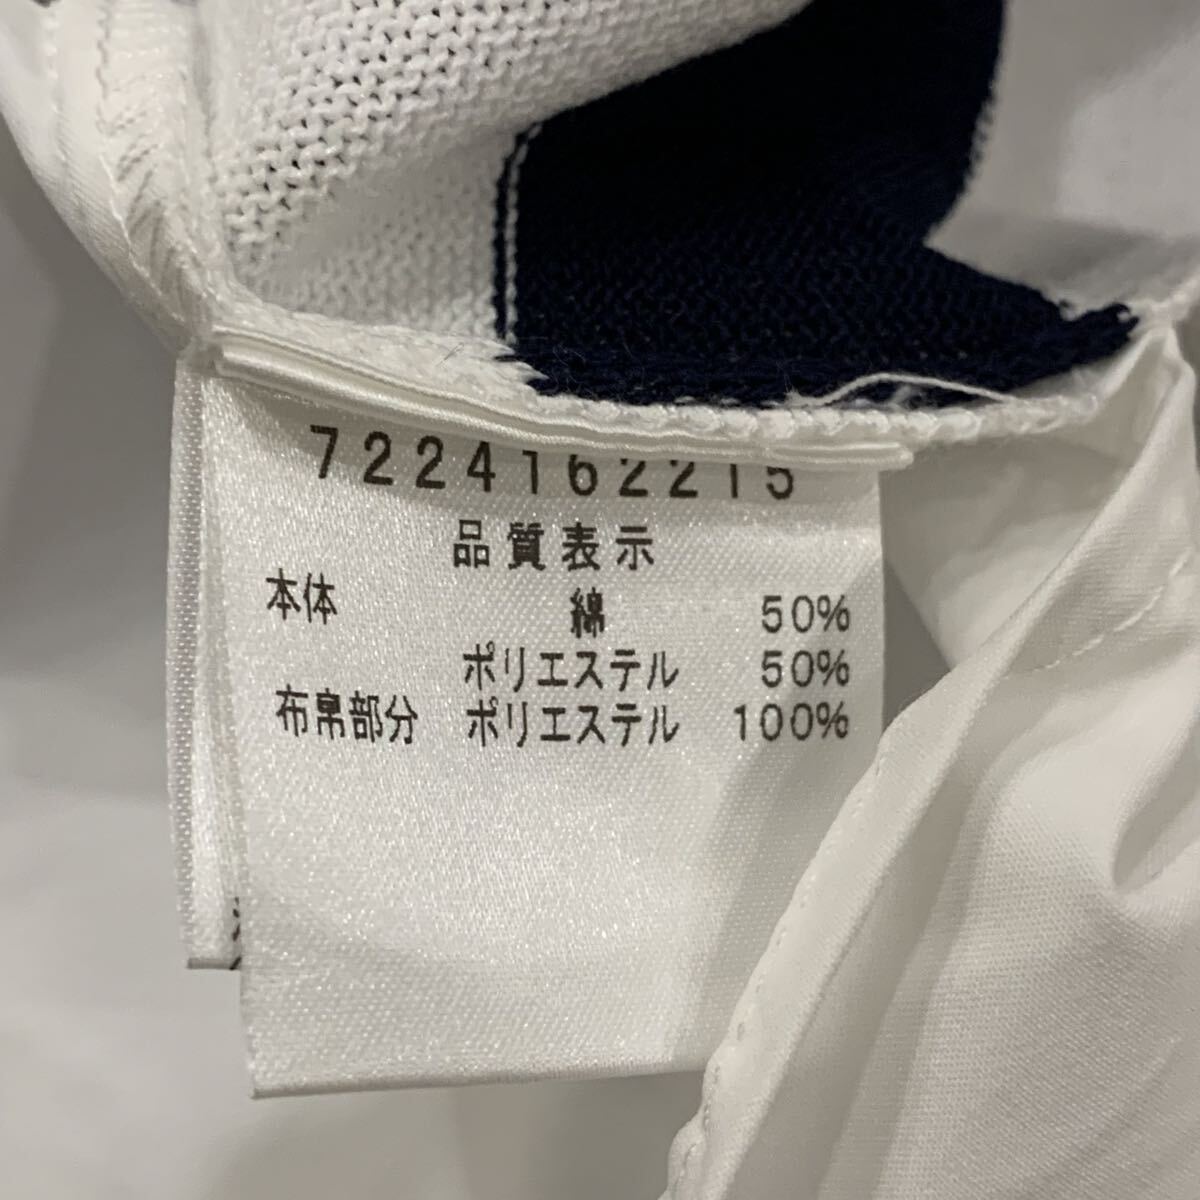 7224162215
品質表示
本体 綿 50%
ポリエステル 50%
布帛部分 ポリエステル 100%